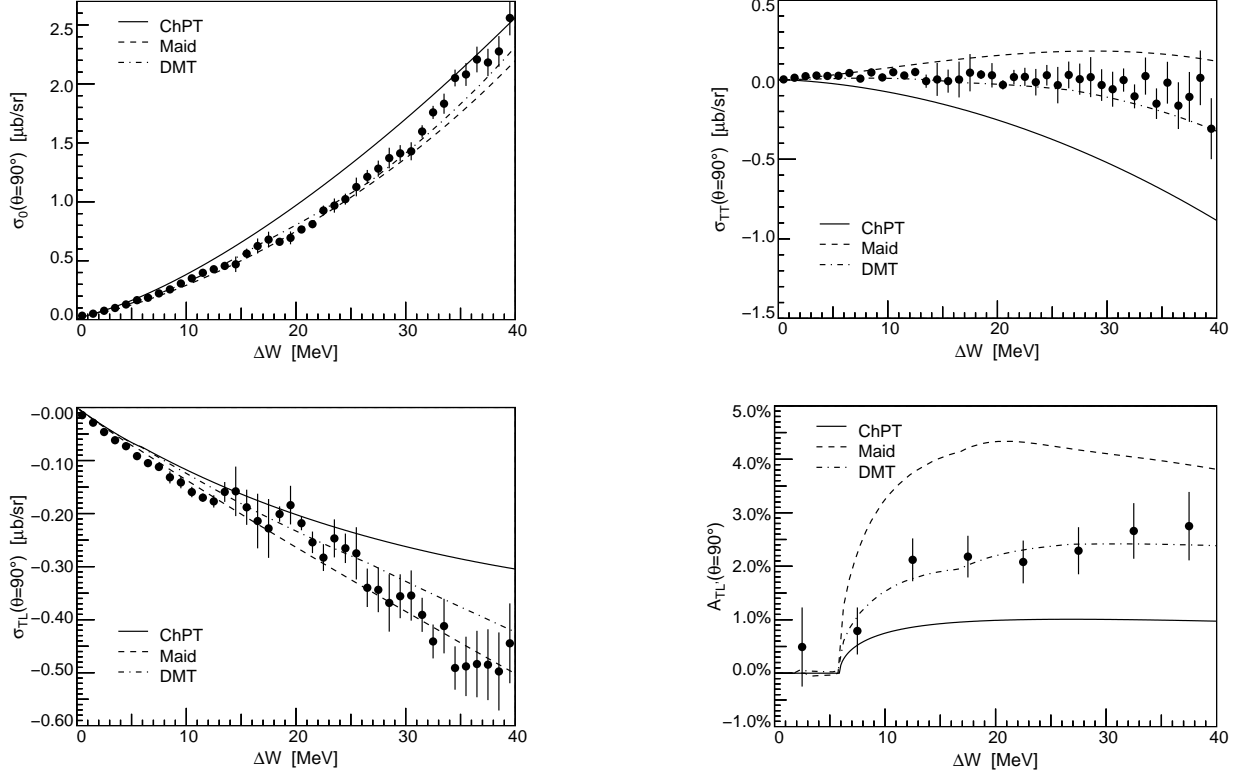 σ0(θ=90°) [μb/sr]
2.5
2.0
1.5
1.0
0.5
0.0
ChPT
Maid
DMT
10
20
30
40
ΔW [MeV]
σTT(θ=90°) [μb/sr]
0.5
0.0
−0.5
−1.0
−1.5
ChPT
Maid
DMT
0
10
20
30
40
ΔW [MeV]
σTL(θ=90°) [μb/sr]
−0.00
−0.10
−0.20
−0.30
−0.40
−0.50
−0.60
ChPT
Maid
DMT
10
20
30
40
ΔW [MeV]
ATL'(θ=90°)
5.0%
4.0%
3.0%
2.0%
1.0%
0.0%
−1.0%
ChPT
Maid
DMT
0
10
20
30
40
ΔW [MeV]